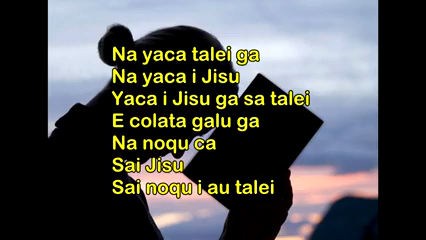 Na yaca talei ga
Na yaca i Jisu
Yaca i Jisu ga sa talei
E colata galu ga
Na noqu ca
Sai Jisu
Sai noqu i au talei